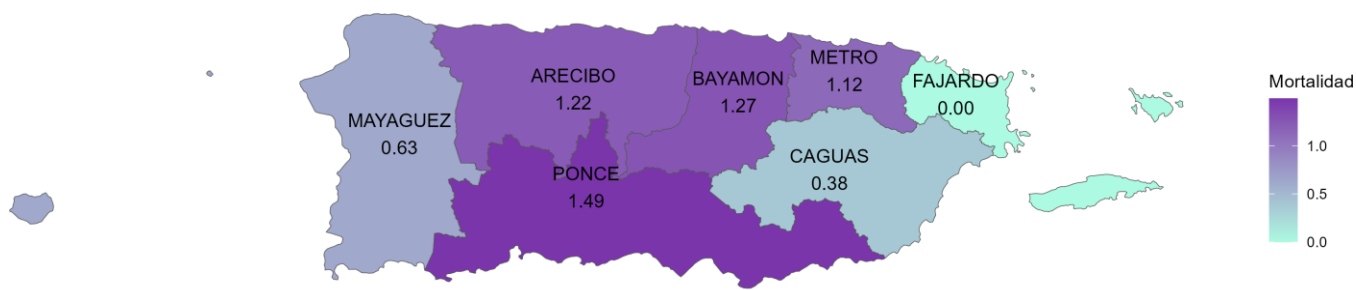 METRO
1.12
ARECIBO
1.22
BAYAMON
1.27
FAJARDO
0.00
MAYAGUEZ
0.63
CAGUAS
0.38
PONCE
1.49
Mortalidad
1.0
0.5
0.0